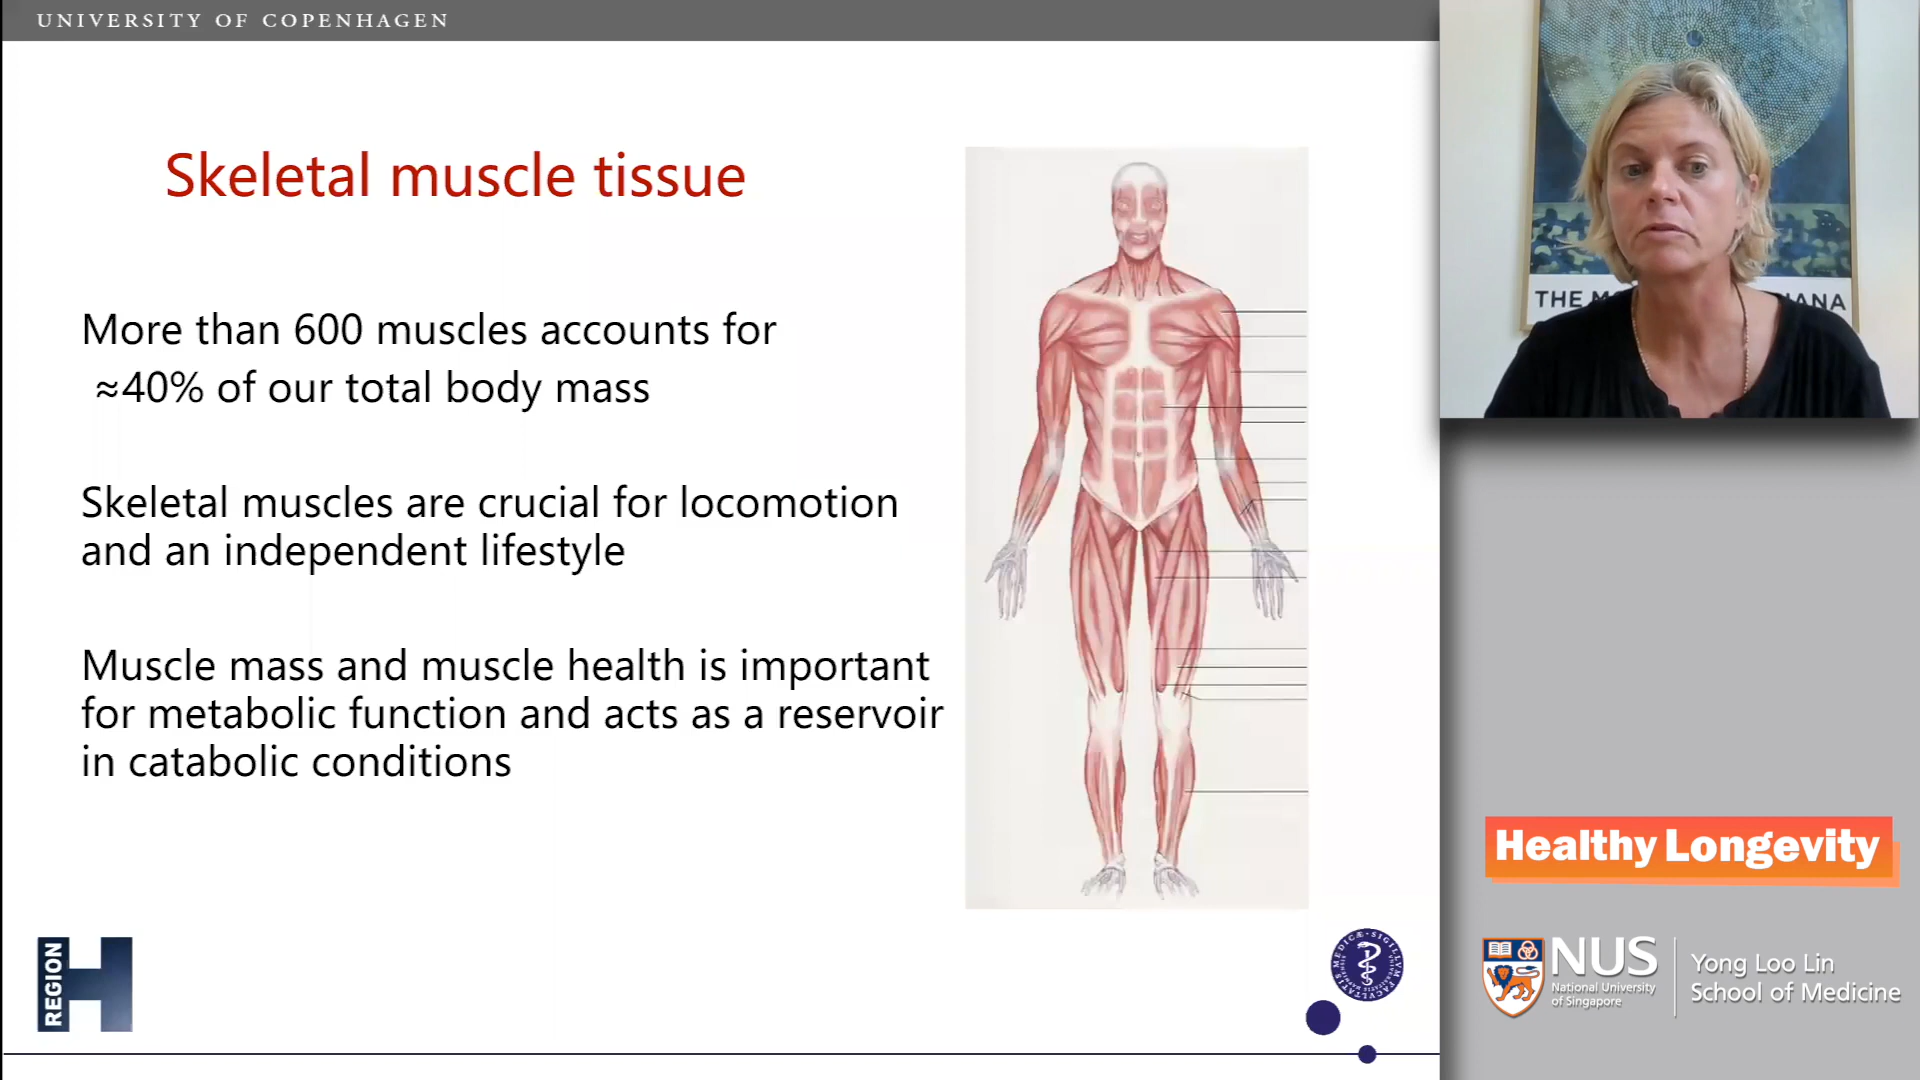 UNIVERSITY OF COPENHAGEN
Skeletal muscle tissue
More than 600 muscles accounts for
≈40% of our total body mass
Skeletal muscles are crucial for locomotion
and an independent lifestyle
Muscle mass and muscle health is important
for metabolic function and acts as a reservoir
in catabolic conditions
REGION
THE
Healthy Longevity
NUS
National University
of Singapore
Yong Loo Lin
School of Medicine